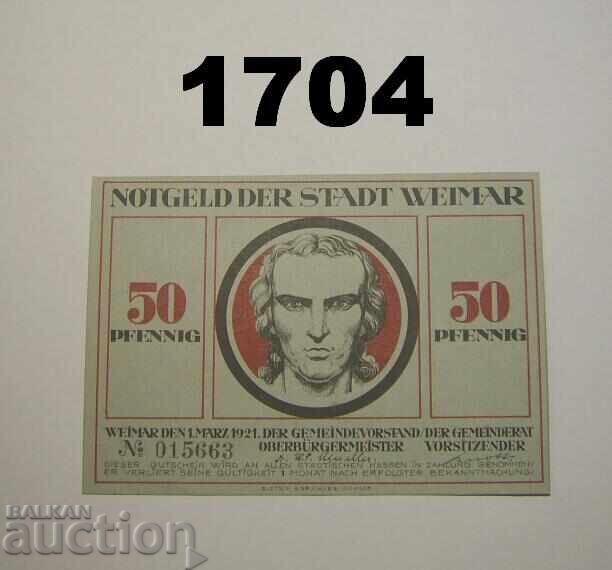 1704
NOTGELD DER STADT WEIMAR
50 PFENNIG
50 PFENNIG
WEIMAR DEN 1. MÄRZ 1921. DER GEMEINDEVORSTAND/DER GEMEINDERAT
№ 015663 OBERBÜRGERMEISTER VORSITZENDER
DIESER GUTSCHEIN WIRD AN ALLEN STÄDTISCHEN KASSEN IN ZAHLUNG GENOMMEN/
ER VERLIERT SEINE GÜLTIGKEIT 1 MONAT NACH ERFOLGTER BEKANNTMACHUNG.
BALKAN
auction